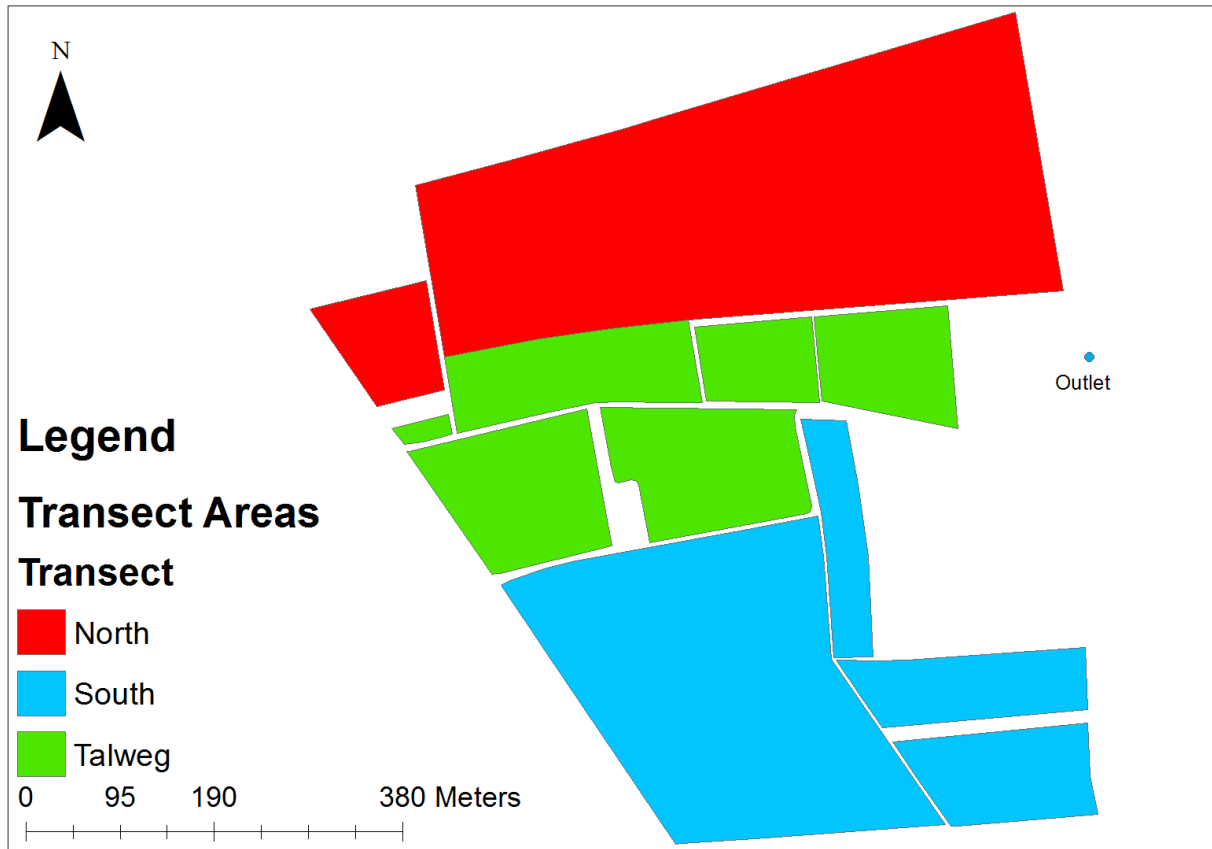 N
Outlet
Legend
Transect Areas
Transect
North
South
Talweg
0 95 190 380 Meters